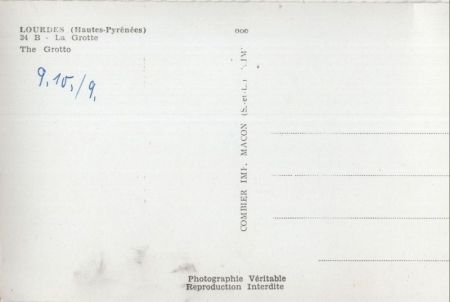 LOURDES (Hautes-Pyrénées)
34 B - La Grotte
The Grotto
9.10./9.
COMBIER IMP. MACON (S.-et-L.)
Photographie Véritable
Reproduction Interdite